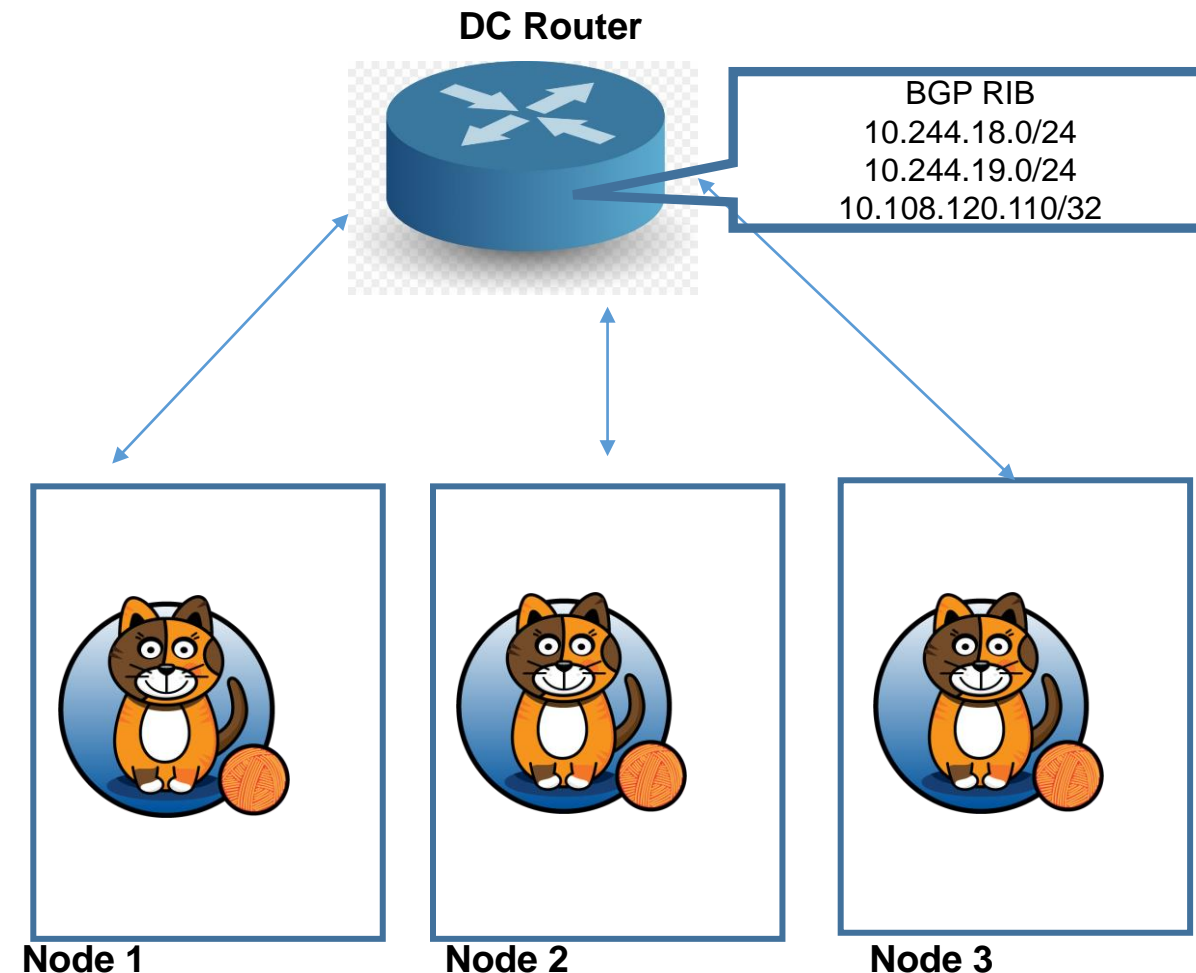 DC Router
BGP RIB
10.244.18.0/24
10.244.19.0/24
10.108.120.110/32
Node 1
Node 2
Node 3